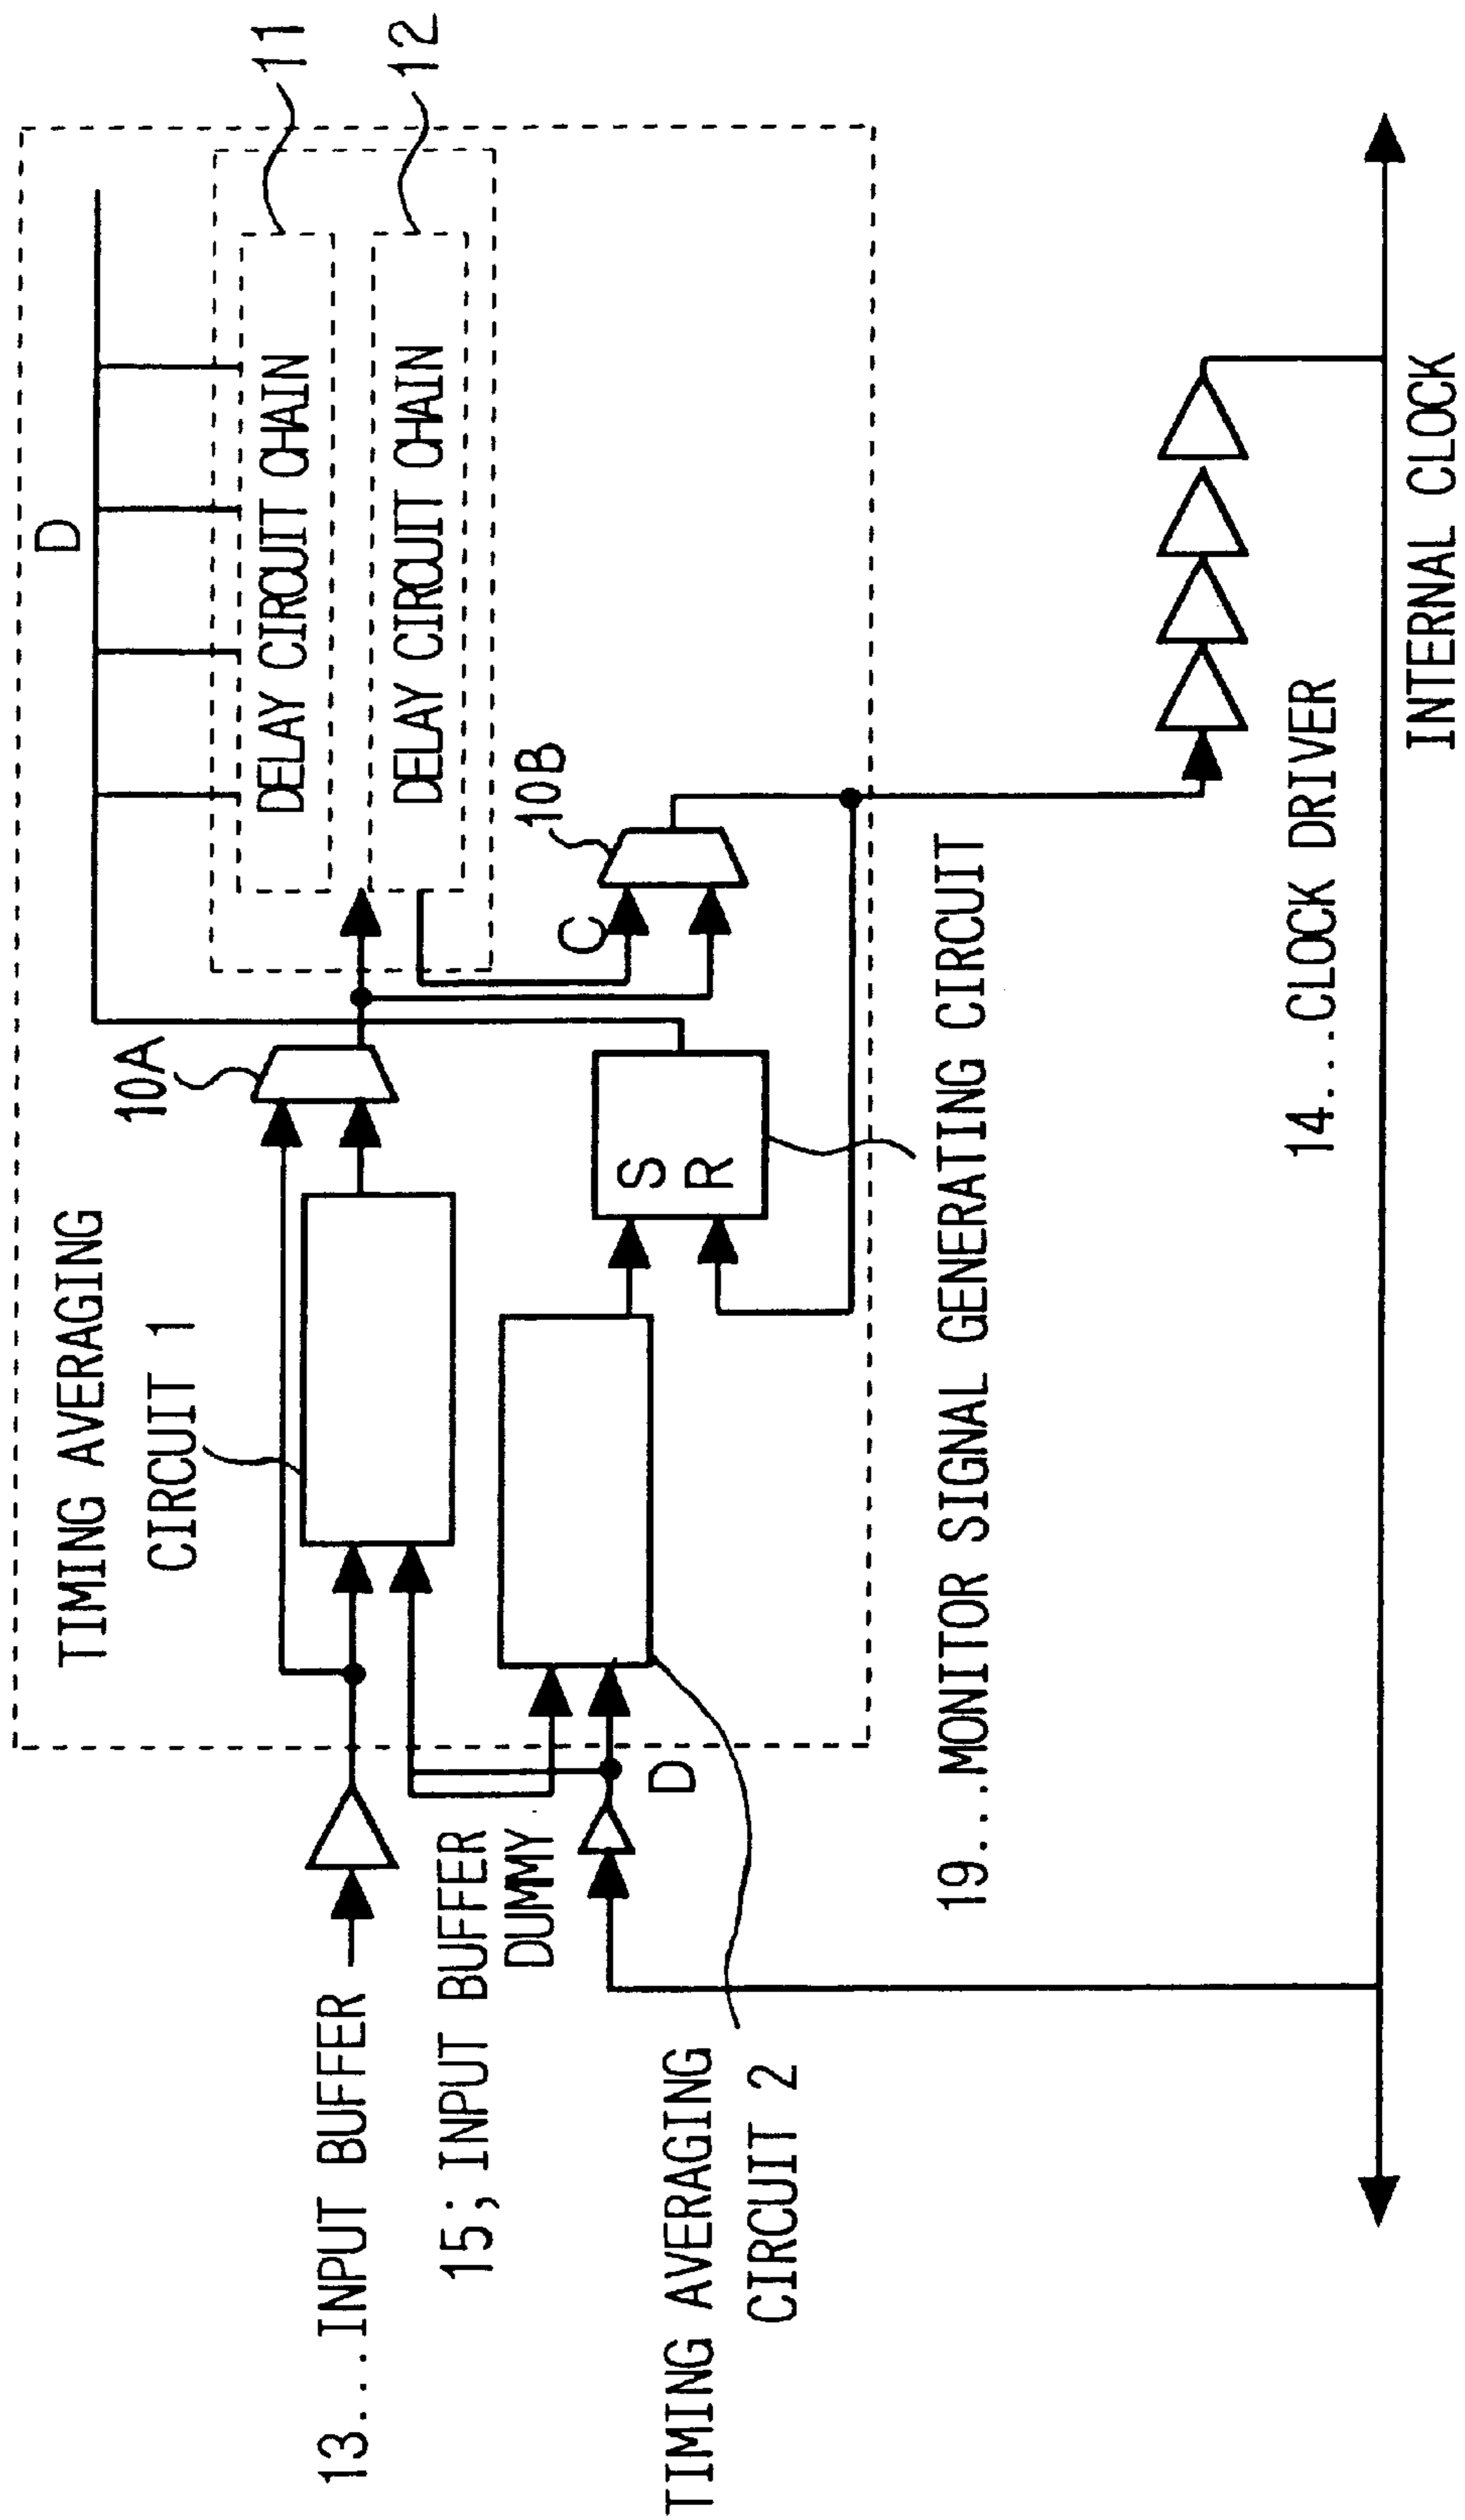 D
11
12
TIMING AVERAGING
CIRCUIT 1
10A
DELAY CIRCUIT CHAIN
DELAY CIRCUIT CHAIN
10B
C
13...INPUT BUFFER
15; INPUT BUFFER
DUMMY
S
R
D
TIMING AVERAGING
CIRCUIT 2
19...MONITOR SIGNAL GENERATING CIRCUIT
14...CLOCK DRIVER
INTERNAL CLOCK